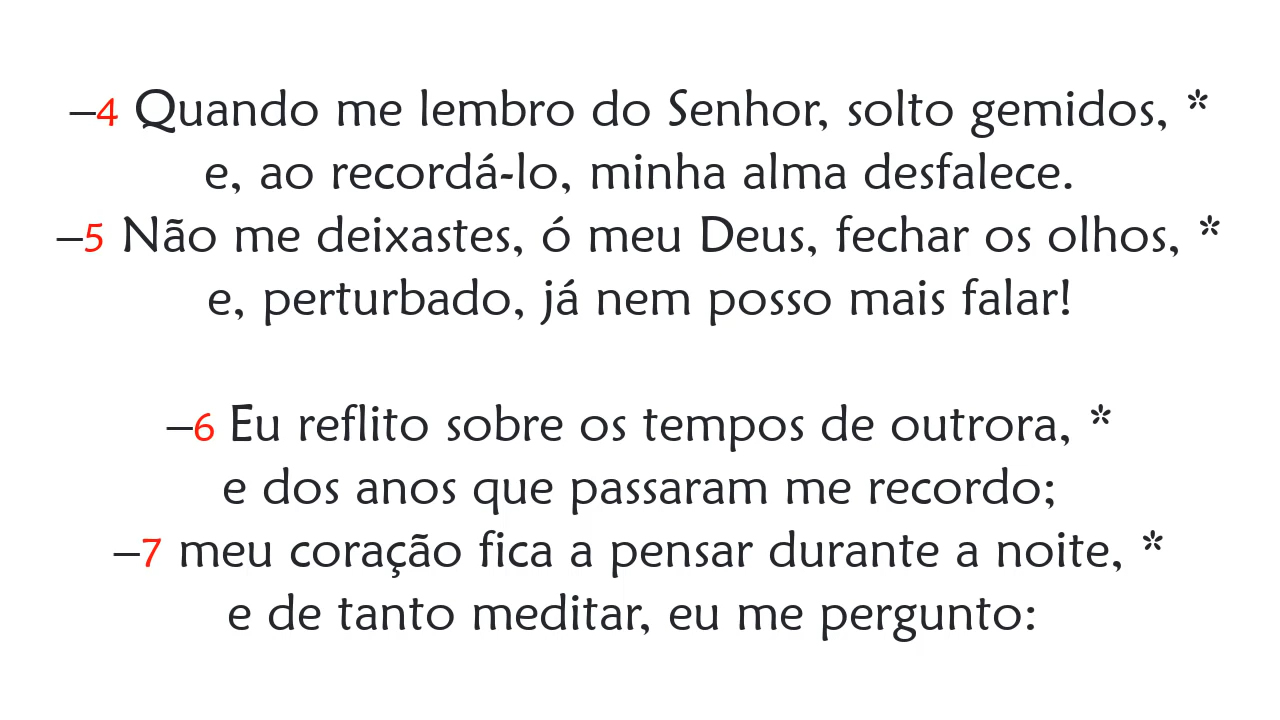 –4 Quando me lembro do Senhor, solto gemidos, *
e, ao recordá-lo, minha alma desfalece.
–5 Não me deixastes, ó meu Deus, fechar os olhos, *
e, perturbado, já nem posso mais falar!
–6 Eu reflito sobre os tempos de outrora, *
e dos anos que passaram me recordo;
–7 meu coração fica a pensar durante a noite, *
e de tanto meditar, eu me pergunto: